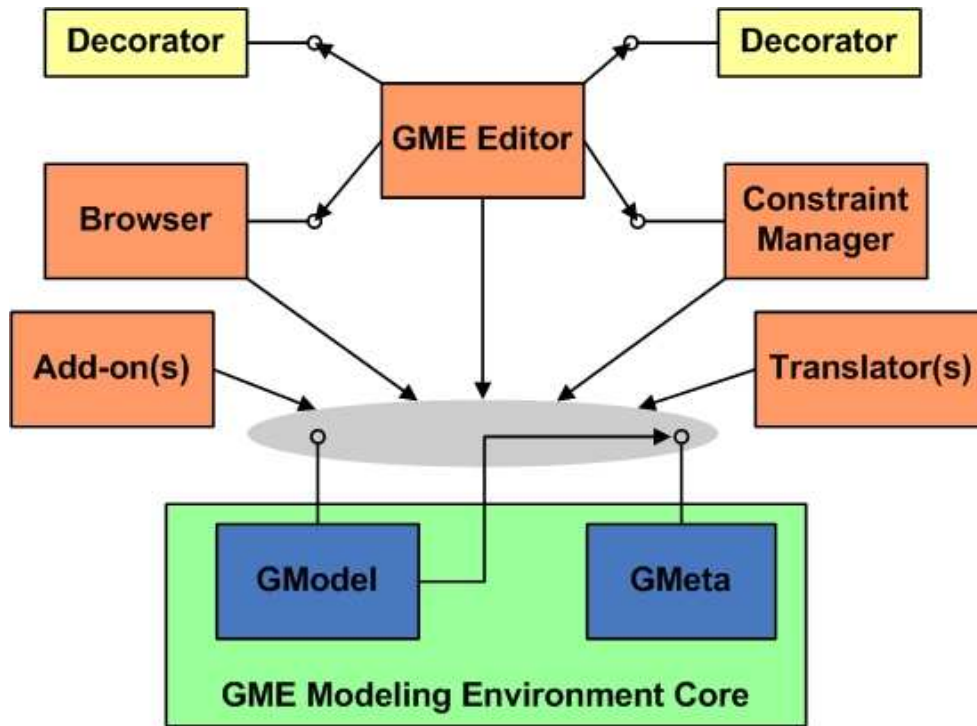 Decorator
Decorator
GME Editor
Browser
Constraint
Manager
Add-on(s)
Translator(s)
GModel
GMeta
GME Modeling Environment Core